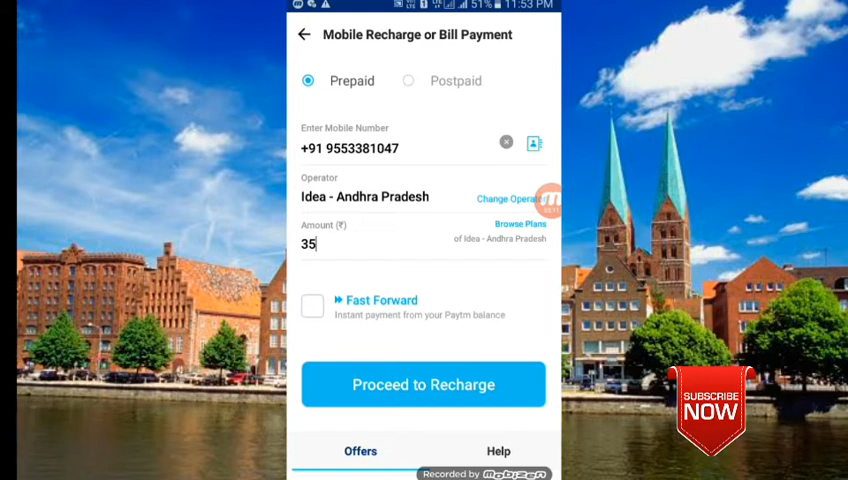 51% 11:53 PM
Mobile Recharge or Bill Payment
Prepaid Postpaid
Enter Mobile Number
+91 9553381047
Operator
Idea - Andhra Pradesh Change Operator
Amount (₹) Browse Plans
35 of Idea - Andhra Pradesh
Fast Forward
Instant payment from your Paytm balance
Proceed to Recharge
SUBSCRIBE
NOW
Offers Help
Recorded by mobizen